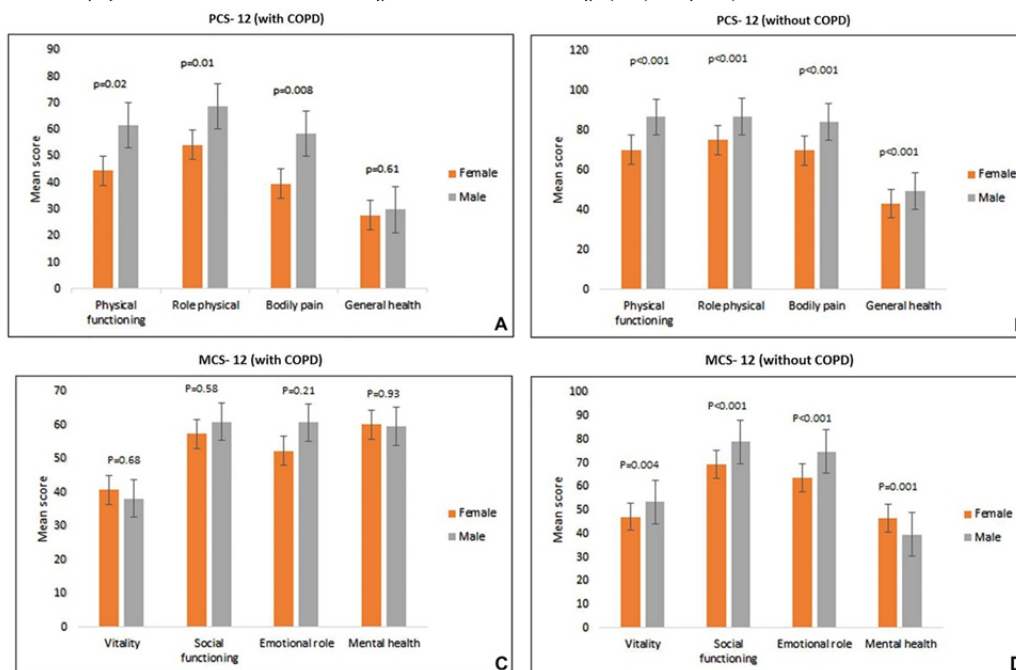 PCS- 12 (with COPD)
90
80
70
60
50
40
30
20
10
0
Mean score
p=0.02
p=0.01
p=0.008
p=0.61
Female
Male
Physical
functioning
Role physical
Bodily pain
General health
A
PCS- 12 (without COPD)
120
100
80
60
40
20
0
Mean score
p<0.001
p<0.001
p<0.001
p<0.001
Female
Male
Physical
functioning
Role physical
Bodily pain
General health
MCS- 12 (with COPD)
70
60
50
40
30
20
10
0
Mean score
P=0.68
P=0.58
P=0.21
P=0.93
Female
Male
Vitality
Social
functioning
Emotional role
Mental health
C
MCS- 12 (without COPD)
100
90
80
70
60
50
40
30
20
10
0
Mean score
P=0.004
P<0.001
P<0.001
P=0.001
Female
Male
Vitality
Social
functioning
Emotional role
Mental health